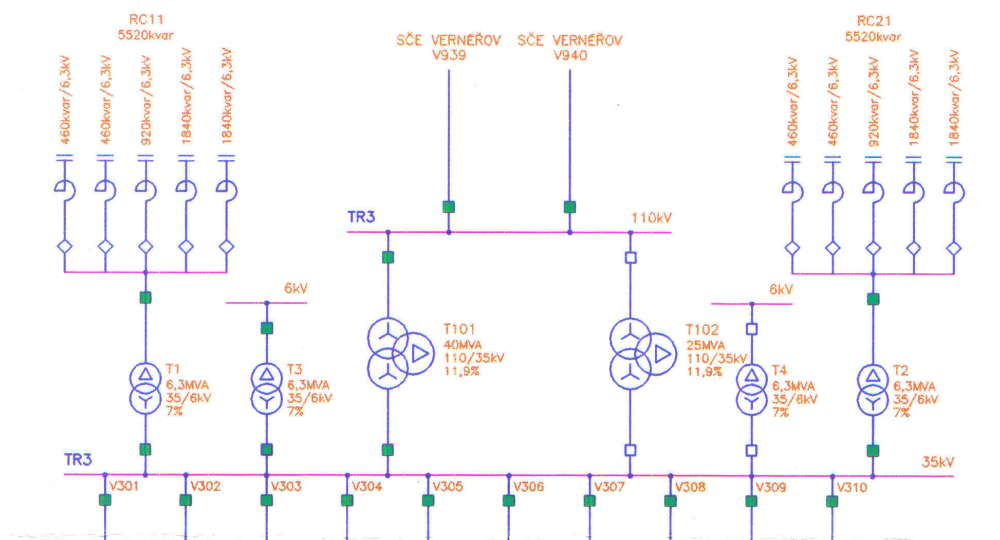 RC11
5520kvar
460kvar/6,3kV
460kvar/6,3kV
920kvar/6,3kV
1840kvar/6,3kV
1840kvar/6,3kV
SČE VERNÉŘOV
V939
SČE VERNÉŘOV
V940
RC21
5520kvar
460kvar/6,3kV
460kvar/6,3kV
920kvar/6,3kV
1840kvar/6,3kV
1840kvar/6,3kV
TR3
110kV
6kV
6kV
T1
6,3MVA
35/6kV
7%
T3
6,3MVA
35/6kV
7%
T101
40MVA
110/35kV
11,9%
T102
25MVA
110/35kV
11,9%
T4
6,3MVA
35/6kV
7%
T2
6,3MVA
35/6kV
7%
TR3
35kV
V301
V302
V303
V304
V305
V306
V307
V308
V309
V310